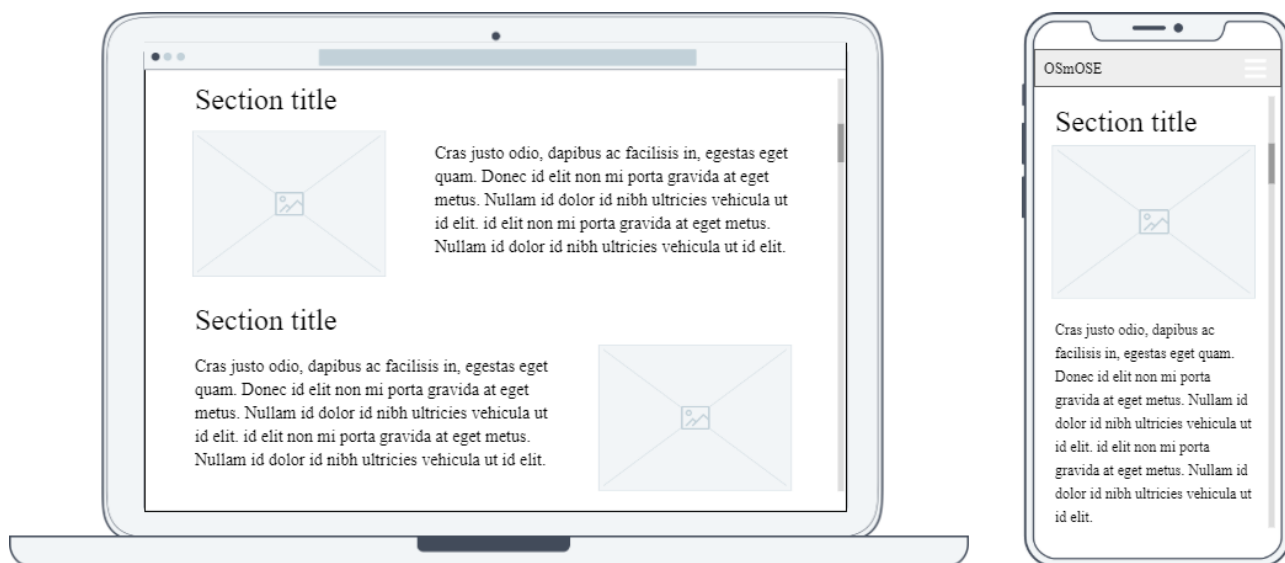 Section title
Cras justo odio, dapibus ac facilisis in, egestas eget
quam. Donec id elit non mi porta gravida at eget
metus. Nullam id dolor id nibh ultricies vehicula ut
id elit. id elit non mi porta gravida at eget metus.
Nullam id dolor id nibh ultricies vehicula ut id elit.
Section title
Cras justo odio, dapibus ac facilisis in, egestas eget
quam. Donec id elit non mi porta gravida at eget
metus. Nullam id dolor id nibh ultricies vehicula ut
id elit. id elit non mi porta gravida at eget metus.
Nullam id dolor id nibh ultricies vehicula ut id elit.
OSmOSE
Section title
Cras justo odio, dapibus ac
facilisis in, egestas eget quam.
Donec id elit non mi porta
gravida at eget metus. Nullam id
dolor id nibh ultricies vehicula ut
id elit. id elit non mi porta
gravida at eget metus. Nullam id
dolor id nibh ultricies vehicula ut
id elit.